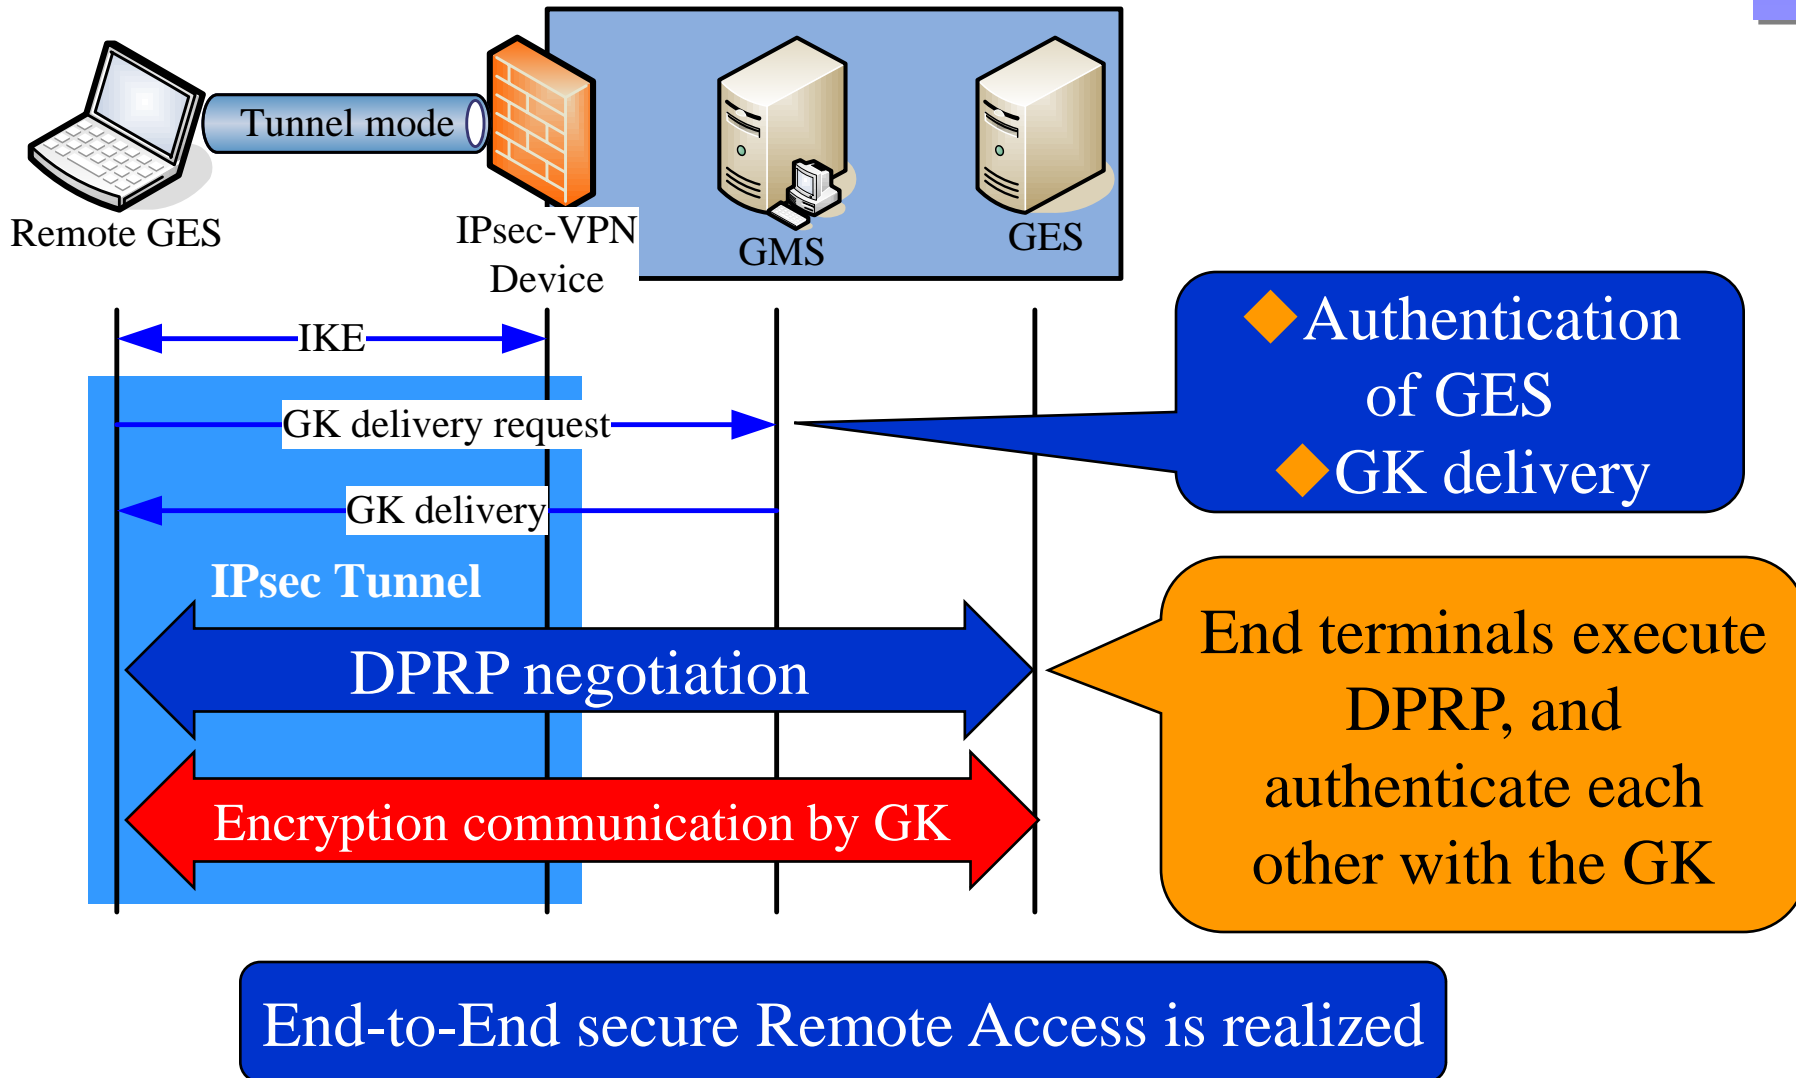 Tunnel mode
Remote GES
IPsec-VPN
Device
GMS
GES
IKE
GK delivery request
GK delivery
IPsec Tunnel
DPRP negotiation
Encryption communication by GK
Authentication
of GES
GK delivery
End terminals execute
DPRP, and
authenticate each
other with the GK
End-to-End secure Remote Access is realized